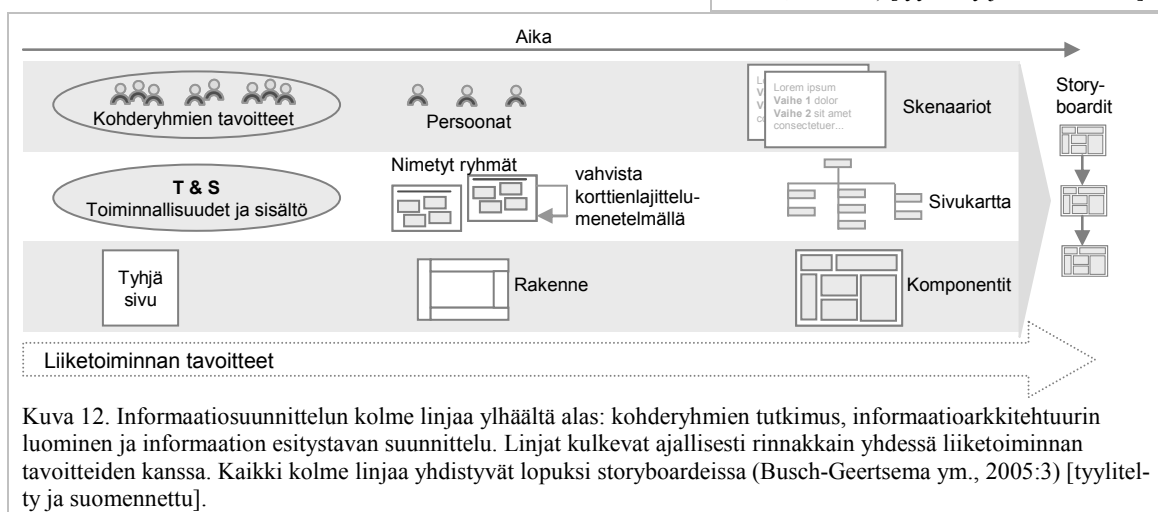 Aika
Kohderyhmien tavoitteet
Persoonat
Lorem ipsum
Vaihe 1 dolor
Vaihe 2 sit amet
consectetuer...
Skenaariot
Story-
boardit
T & S
Toiminnallisuudet ja sisältö
Nimetyt ryhmät
vahvista
korttienlajittelu-
menetelmällä
Sivukartta
Tyhjä
sivu
Rakenne
Komponentit
Liiketoiminnan tavoitteet
Kuva 12. Informaatiosuunnittelun kolme linjaa ylhäältä alas: kohderyhmien tutkimus, informaatioarkkitehtuurin
luominen ja informaation esitystavan suunnittelu. Linjat kulkevat ajallisesti rinnakkain yhdessä liiketoiminnan
tavoitteiden kanssa. Kaikki kolme linjaa yhdistyvät lopuksi storyboardeissa (Busch-Geertsema ym., 2005:3) [tyylitel-
ty ja suomennettu].